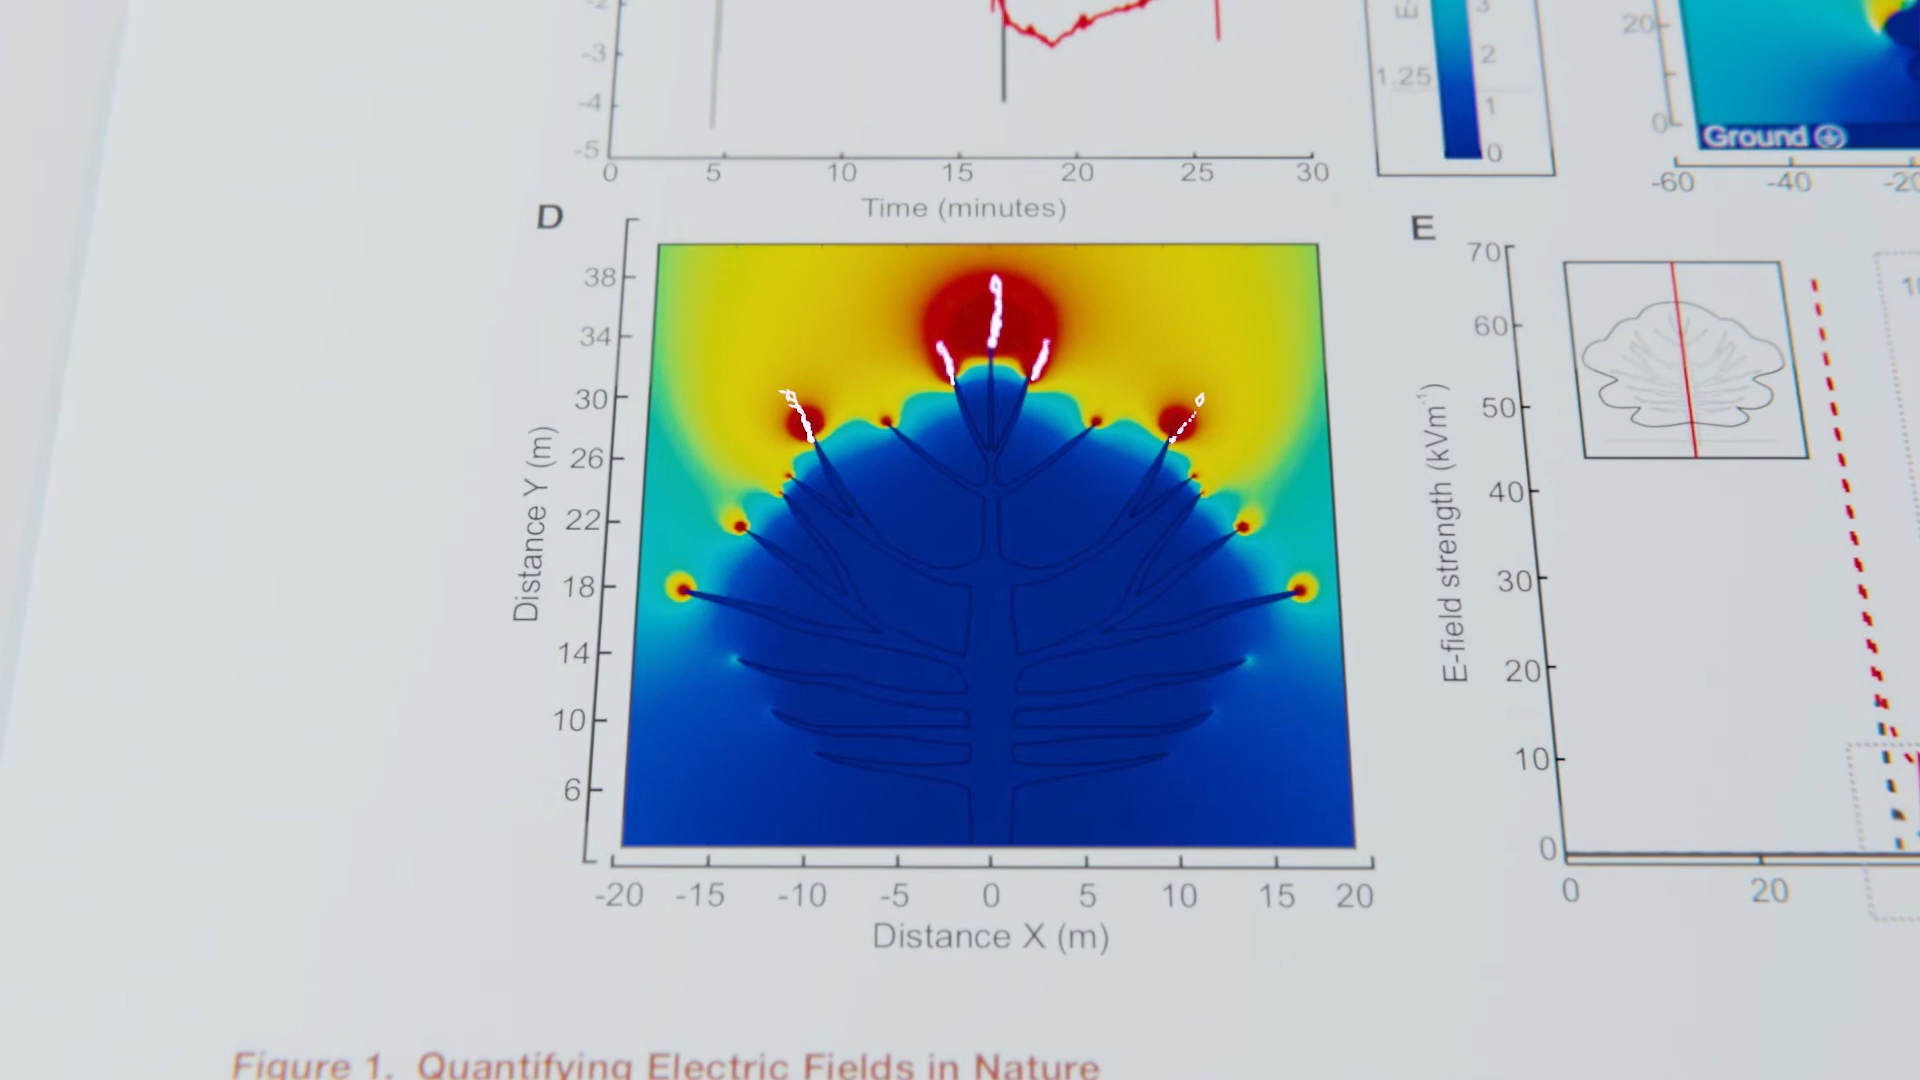 -2
-3
-4
-5
0 5 10 15 20 25 30
Time (minutes)
3
2
1.25
1
0
20
0
Ground
-60 -40 -20
D
38
34
30
26
22
18
14
10
6
Distance Y (m)
-20 -15 -10 -5 0 5 10 15 20
Distance X (m)
E
70
60
50
40
30
20
10
0
E-field strength (kVm-1)
0 20
Figure 1. Quantifying Electric Fields in Nature